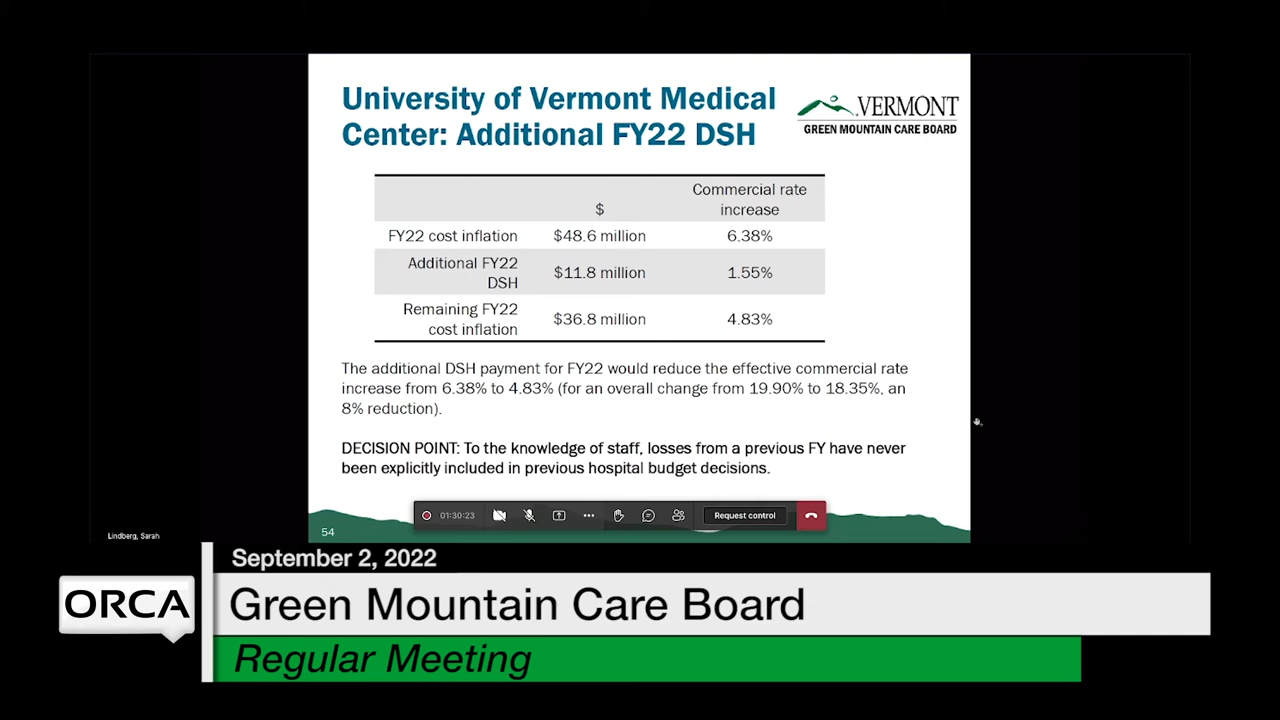 University of Vermont Medical
Center: Additional FY22 DSH
VERMONT
GREEN MOUNTAIN CARE BOARD
$
Commercial rate
increase
FY22 cost inflation
$48.6 million
6.38%
Additional FY22
DSH
$11.8 million
1.55%
Remaining FY22
cost inflation
$36.8 million
4.83%
The additional DSH payment for FY22 would reduce the effective commercial rate
increase from 6.38% to 4.83% (for an overall change from 19.90% to 18.35%, an
8% reduction).
DECISION POINT: To the knowledge of staff, losses from a previous FY have never
been explicitly included in previous hospital budget decisions.
01:30:23
Request control
54
Lindberg, Sarah
September 2, 2022
ORCA
Green Mountain Care Board
Regular Meeting